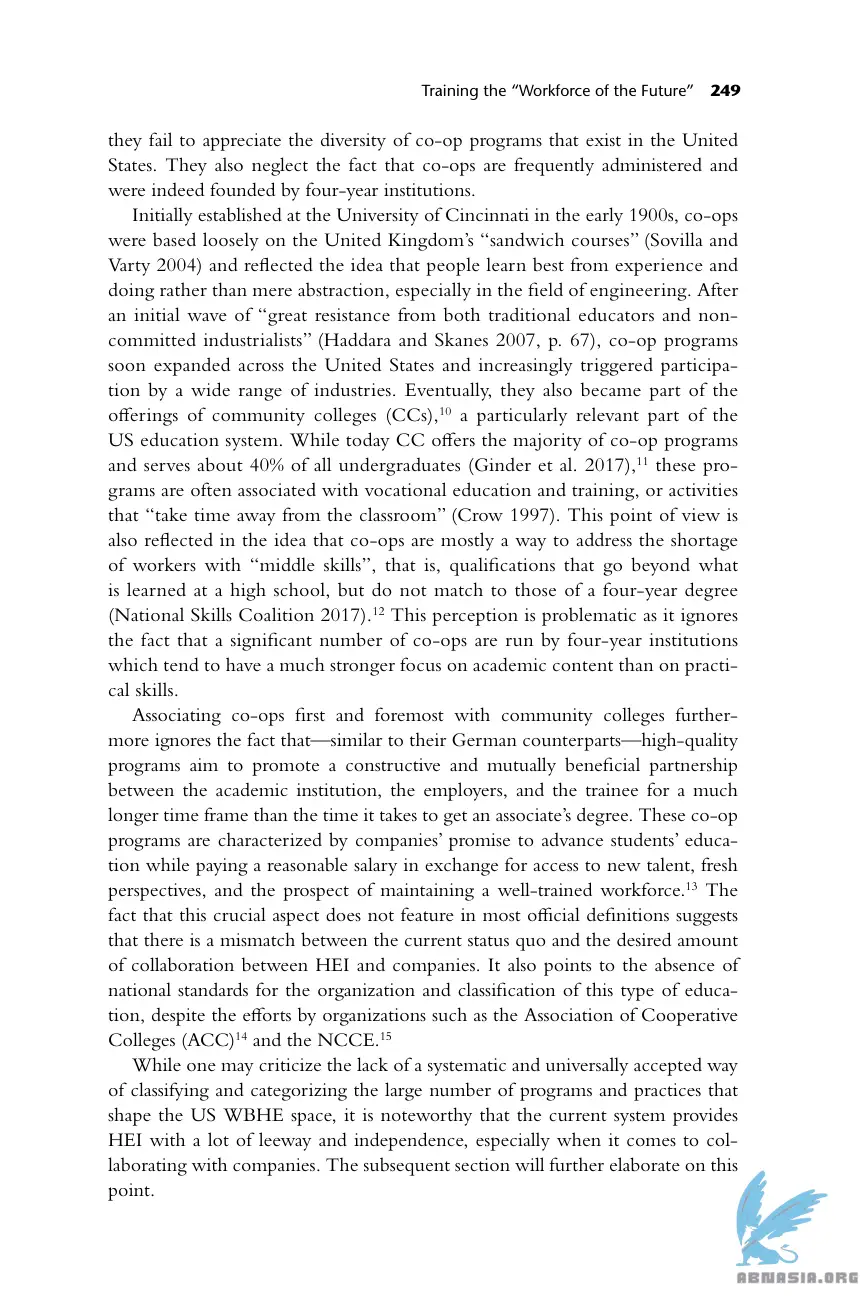 Training the “Workforce of the Future” 249
they fail to appreciate the diversity of co-op programs that exist in the United
States. They also neglect the fact that co-ops are frequently administered and
were indeed founded by four-year institutions.
Initially established at the University of Cincinnati in the early 1900s, co-ops
were based loosely on the United Kingdom’s “sandwich courses” (Sovilla and
Varty 2004) and reflected the idea that people learn best from experience and
doing rather than mere abstraction, especially in the field of engineering. After
an initial wave of “great resistance from both traditional educators and non-
committed industrialists” (Haddara and Skanes 2007, p. 67), co-op programs
soon expanded across the United States and increasingly triggered participa-
tion by a wide range of industries. Eventually, they also became part of the
offerings of community colleges (CCs),¹⁰ a particularly relevant part of the
US education system. While today CC offers the majority of co-op programs
and serves about 40% of all undergraduates (Ginder et al. 2017),¹¹ these pro-
grams are often associated with vocational education and training, or activities
that “take time away from the classroom” (Crow 1997). This point of view is
also reflected in the idea that co-ops are mostly a way to address the shortage
of workers with “middle skills”, that is, qualifications that go beyond what
is learned at a high school, but do not match to those of a four-year degree
(National Skills Coalition 2017).¹² This perception is problematic as it ignores
the fact that a significant number of co-ops are run by four-year institutions
which tend to have a much stronger focus on academic content than on practi-
cal skills.
Associating co-ops first and foremost with community colleges further-
more ignores the fact that—similar to their German counterparts—high-quality
programs aim to promote a constructive and mutually beneficial partnership
between the academic institution, the employers, and the trainee for a much
longer time frame than the time it takes to get an associate’s degree. These co-op
programs are characterized by companies’ promise to advance students’ educa-
tion while paying a reasonable salary in exchange for access to new talent, fresh
perspectives, and the prospect of maintaining a well-trained workforce.¹³ The
fact that this crucial aspect does not feature in most official definitions suggests
that there is a mismatch between the current status quo and the desired amount
of collaboration between HEI and companies. It also points to the absence of
national standards for the organization and classification of this type of educa-
tion, despite the efforts by organizations such as the Association of Cooperative
Colleges (ACC)¹⁴ and the NCCE.¹⁵
While one may criticize the lack of a systematic and universally accepted way
of classifying and categorizing the large number of programs and practices that
shape the US WBHE space, it is noteworthy that the current system provides
HEI with a lot of leeway and independence, especially when it comes to col-
laborating with companies. The subsequent section will further elaborate on this
point.
ABNASIA.ORG